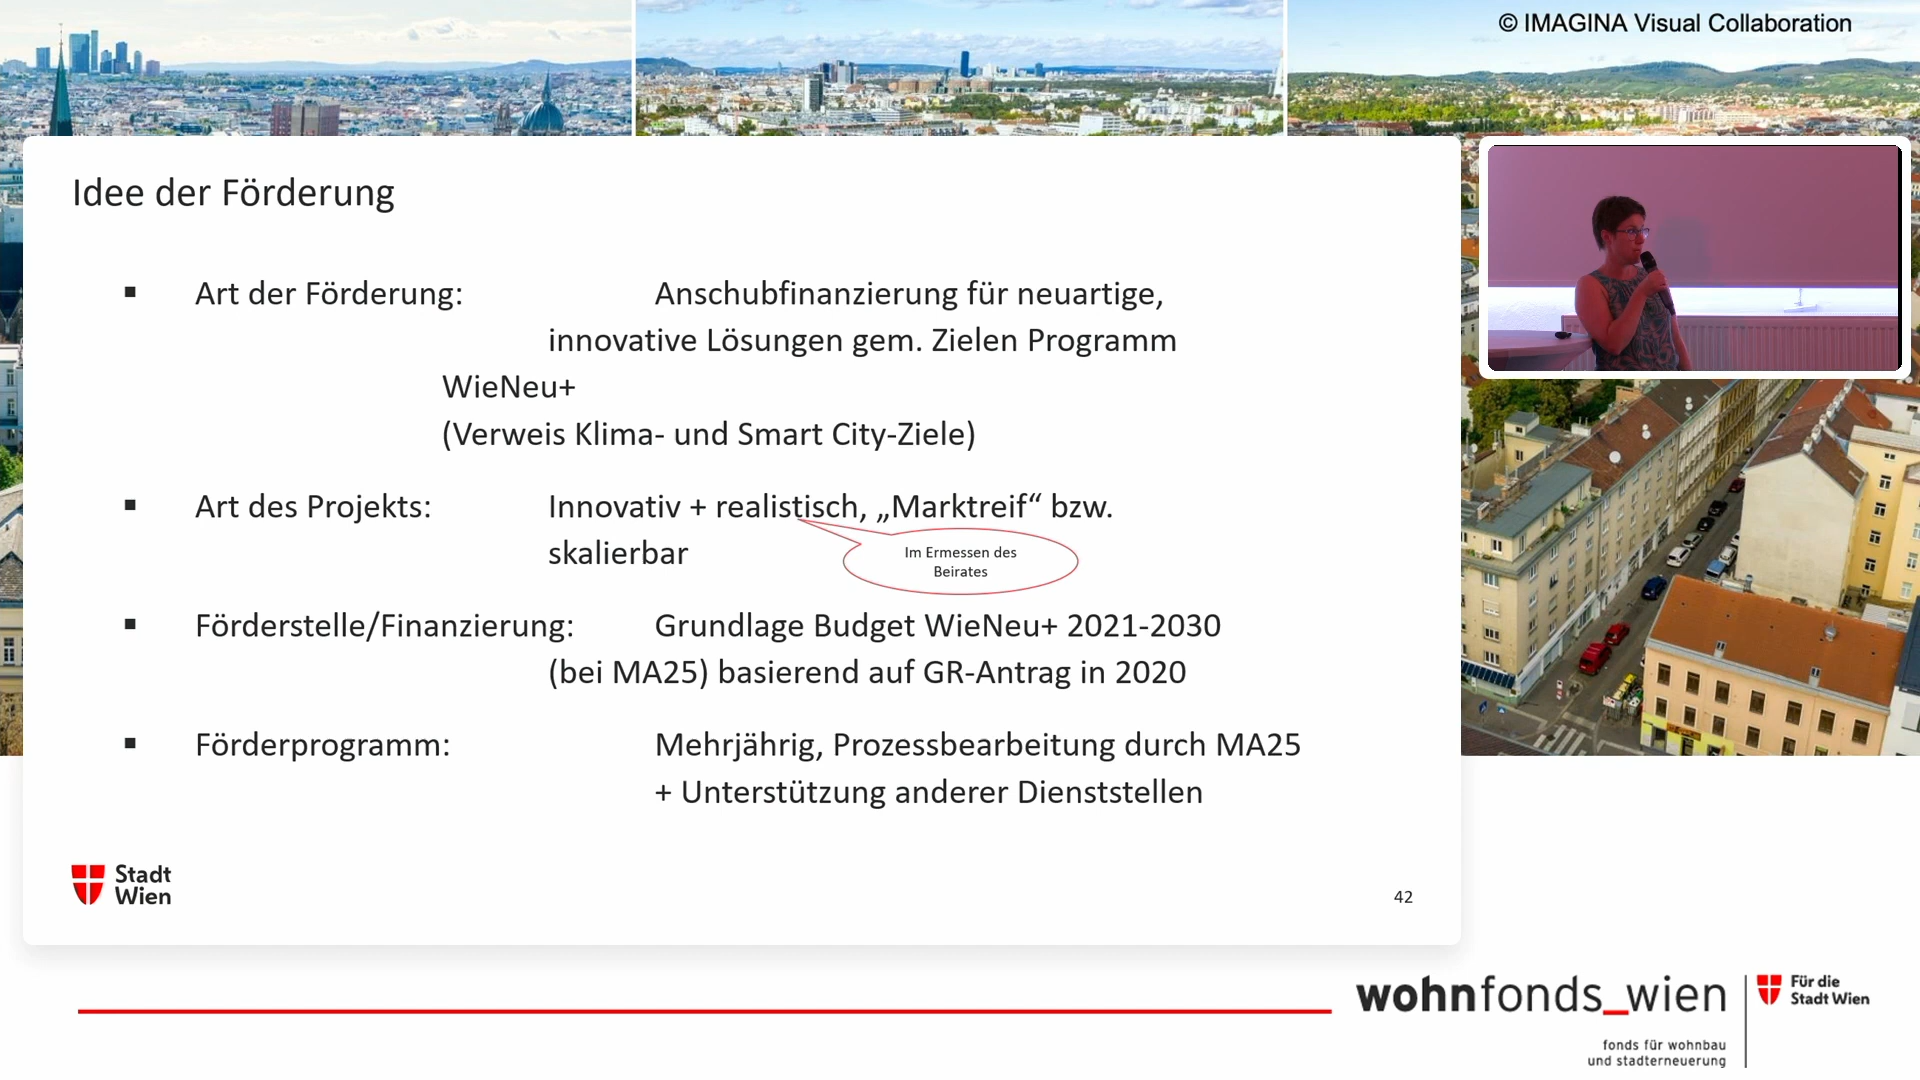 © IMAGINA Visual Collaboration
Idee der Förderung
▪ Art der Förderung: Anschubfinanzierung für neuartige,
innovative Lösungen gem. Zielen Programm
WieNeu+
(Verweis Klima- und Smart City-Ziele)
▪ Art des Projekts: Innovativ + realistisch, „Marktreif“ bzw.
skalierbar
Im Ermessen des
Beirates
▪ Förderstelle/Finanzierung: Grundlage Budget WieNeu+ 2021-2030
(bei MA25) basierend auf GR-Antrag in 2020
▪ Förderprogramm: Mehrjährig, Prozessbearbeitung durch MA25
+ Unterstützung anderer Dienststellen
Stadt
Wien
42
wohnfonds_wien
fonds für wohnbau
und stadterneuerung
Für die
Stadt Wien